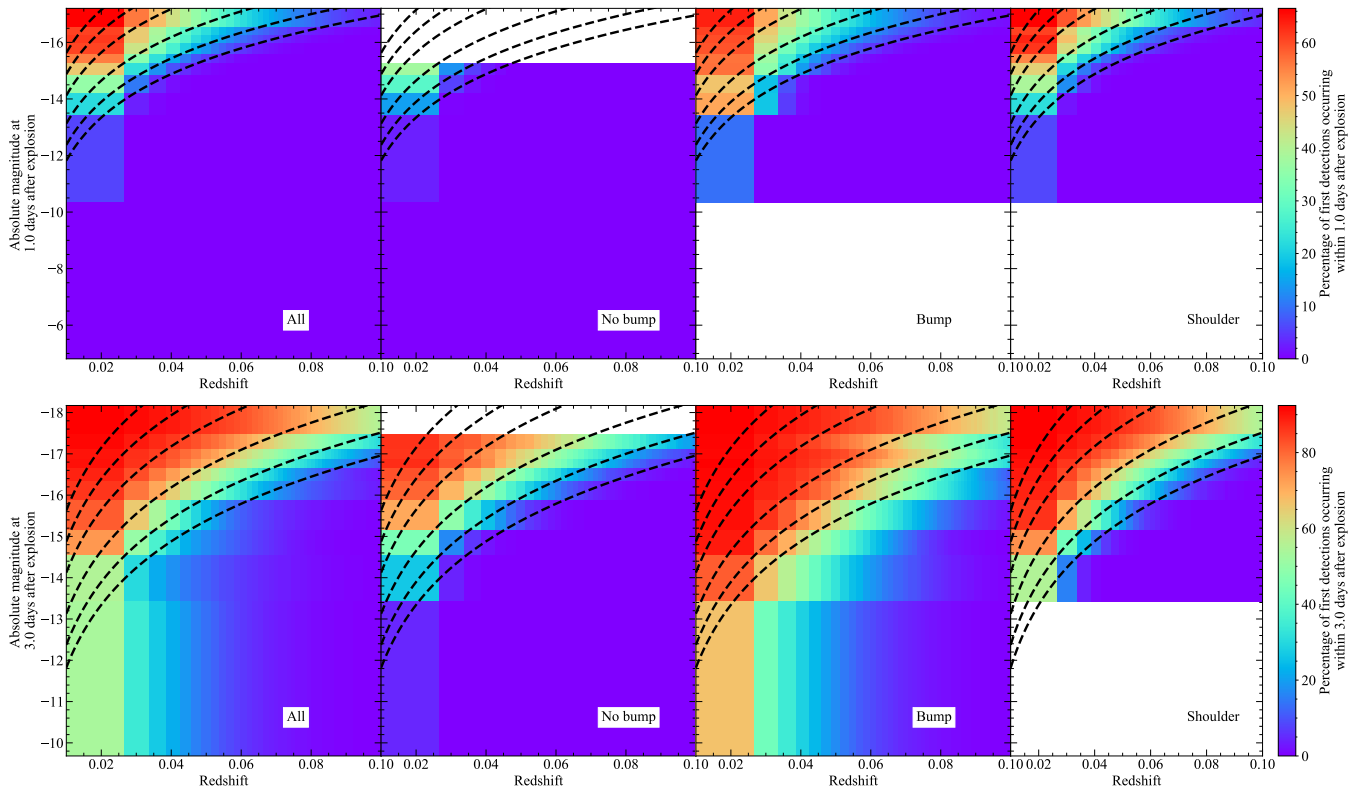 Absolute magnitude at
1.0 days after explosion
−16
−14
−12
−10
−8
−6
All
No bump
Bump
Shoulder
0.02
0.04
0.06
0.08
0.10
0.02
0.04
0.06
0.08
0.10
0.02
0.04
0.06
0.08
0.10
0.02
0.04
0.06
0.08
0.10
Redshift
Redshift
Redshift
Redshift
60
50
40
30
20
10
0
Percentage of first detections occurring
within 1.0 days after explosion
Absolute magnitude at
3.0 days after explosion
−18
−17
−16
−15
−14
−13
−12
−11
−10
All
No bump
Bump
Shoulder
0.02
0.04
0.06
0.08
0.10
0.02
0.04
0.06
0.08
0.10
0.02
0.04
0.06
0.08
0.10
0.02
0.04
0.06
0.08
0.10
Redshift
Redshift
Redshift
Redshift
80
60
40
20
0
Percentage of first detections occurring
within 3.0 days after explosion